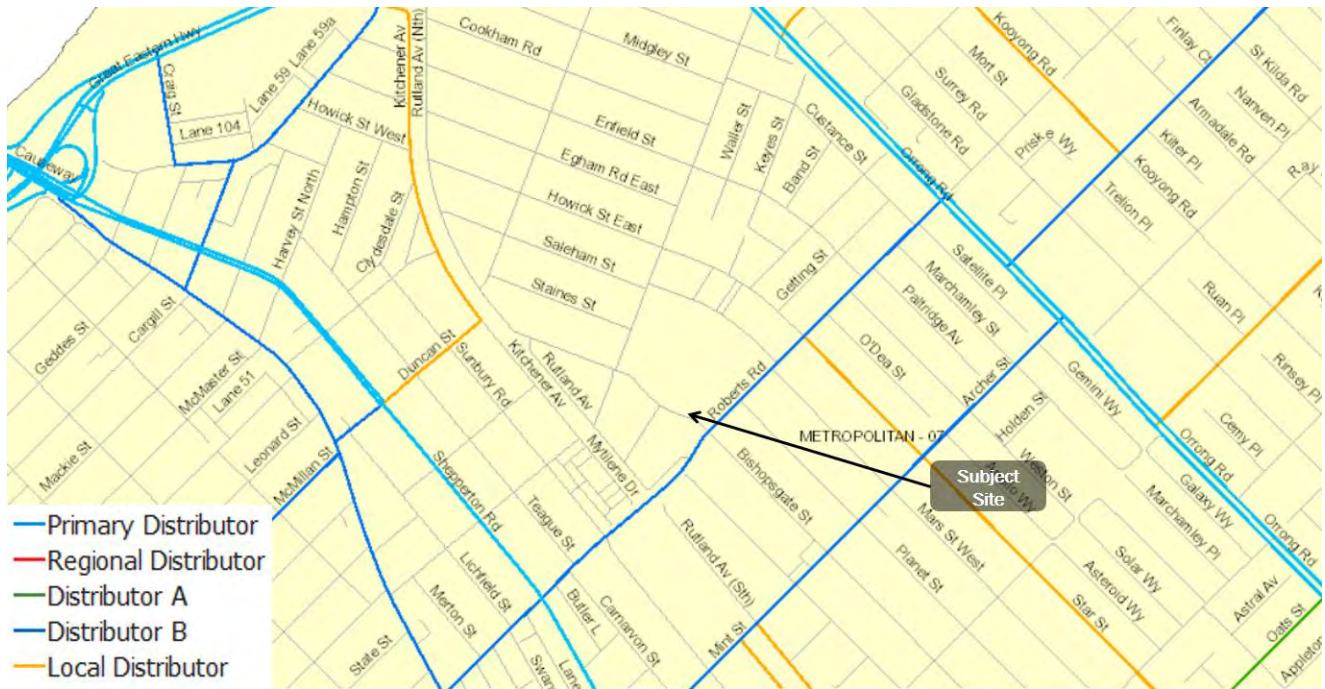 Great Eastern Hwy
Craig St
Lane 59
Lane 59a
Lane 104
Causeway
Howick St West
Kitchener Av
Rutland Av (Nth)
Cookham Rd
Midgley St
Enfield St
Egham Rd East
Howick St East
Saleham St
Staines St
Waller St
Keyes St
Band St
Custance St
Orrong Rd
Gladstone Rd
Surrey Rd
Mort St
Kooyong Rd
Priske Wy
Finlay Ct
St Kilda Rd
Nanven Pl
Armadale Rd
Kilter Pl
Kooyong Rd
Trelion Pl
Harvey St North
Hampton St
Clydesdale St
Getting St
Satellite Pl
Marchamley St
Paltridge Av
Ruan Pl
Geddes St
Cargill St
McMaster St
Lane 51
Leonard St
McMillan St
Mackie St
Duncan St
Sunbury Rd
Kitchener Av
Rutland Av
Mytilene Dr
Roberts Rd
O'Dea St
Archer St
Holden St
Gemini Wy
Rinsey Pl
Cerny Pl
Orrong Rd
METROPOLITAN - 07
Subject
Site
Weston St
Bishopsgate St
Mars St West
Planet St
Star St
Galaxy Wy
Marchamley Pl
Solar Wy
Asteroid Wy
Orrong Rd
Astral Av
Oats St
Appleton
Shepperton Rd
Teague St
Rutland Av (Sth)
Lichfield St
Merton St
State St
Butler L
Carnarvon St
Swan
Lane
Mint St
Primary Distributor
Regional Distributor
Distributor A
Distributor B
Local Distributor